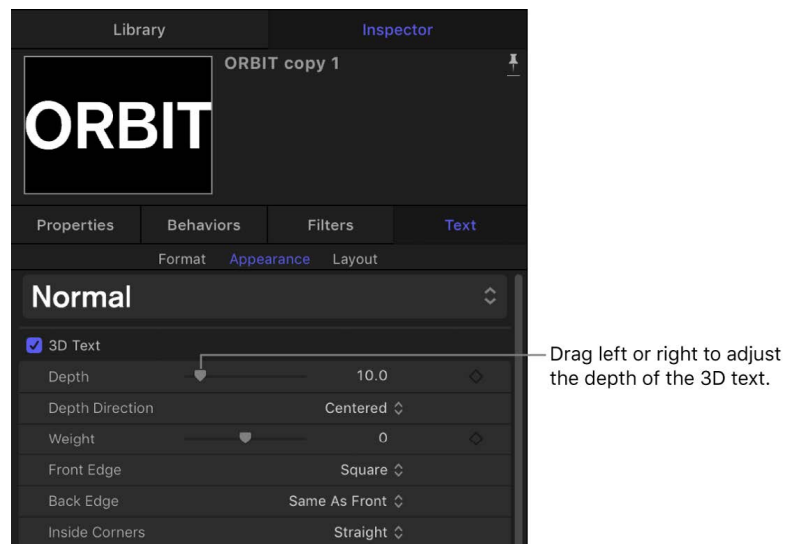 Library Inspector
ORBIT copy 1
ORBIT
Properties Behaviors Filters Text
Format Appearance Layout
Normal
3D Text
Depth 10.0
Drag left or right to adjust
the depth of the 3D text.
Depth Direction Centered
Weight 0
Front Edge Square
Back Edge Same As Front
Inside Corners Straight